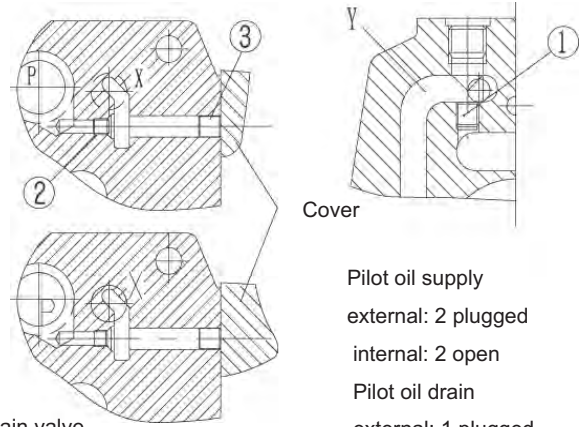 P
X
3
2
Y
1
Cover
Pilot oil supply
external: 2 plugged
internal: 2 open
Pilot oil drain